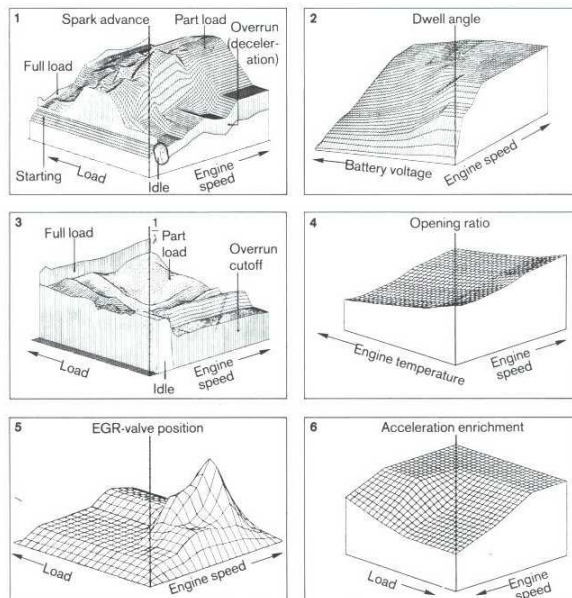 1
Spark advance
Part load
Overrun
(deceler-
ation)
Full load
Starting
Load
Idle
Engine
speed
2
Dwell angle
Battery voltage
Engine speed
3
Full load
1
λ
Part
load
Overrun
cutoff
Load
Idle
Engine
speed
4
Opening ratio
Engine temperature
Engine
speed
5
EGR-valve position
Load
Engine speed
6
Acceleration enrichment
Load
Engine
speed